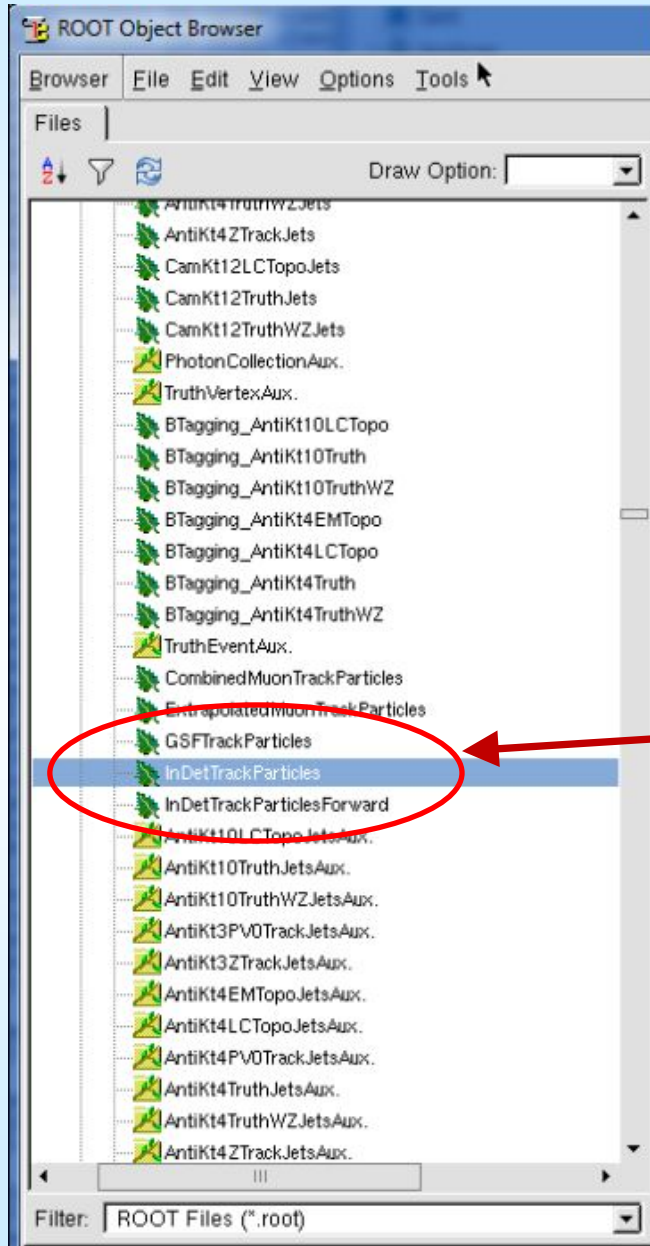 ROOT Object Browser
Browser File Edit View Options Tools
Files
Draw Option:
AntiKt4TruthWZJets
AntiKt4ZTrackJets
CamKt12LCTopoJets
CamKt12TruthJets
CamKt12TruthWZJets
PhotonCollectionAux.
TruthVertexAux.
BTagging_AntiKt10LCTopo
BTagging_AntiKt10Truth
BTagging_AntiKt10TruthWZ
BTagging_AntiKt4EMTopo
BTagging_AntiKt4LCTopo
BTagging_AntiKt4Truth
BTagging_AntiKt4TruthWZ
TruthEventAux.
CombinedMuonTrackParticles
ExtrapolatedMuonTrackParticles
GSFTrackParticles
InDetTrackParticles
InDetTrackParticlesForward
AntiKt10LCTopoJetsAux.
AntiKt10TruthJetsAux.
AntiKt10TruthWZJetsAux.
AntiKt3PV0TrackJetsAux.
AntiKt3ZTrackJetsAux.
AntiKt4EMTopoJetsAux.
AntiKt4LCTopoJetsAux.
AntiKt4PV0TrackJetsAux.
AntiKt4TruthJetsAux.
AntiKt4TruthWZJetsAux.
AntiKt4ZTrackJetsAux.
Filter: ROOT Files (*.root)